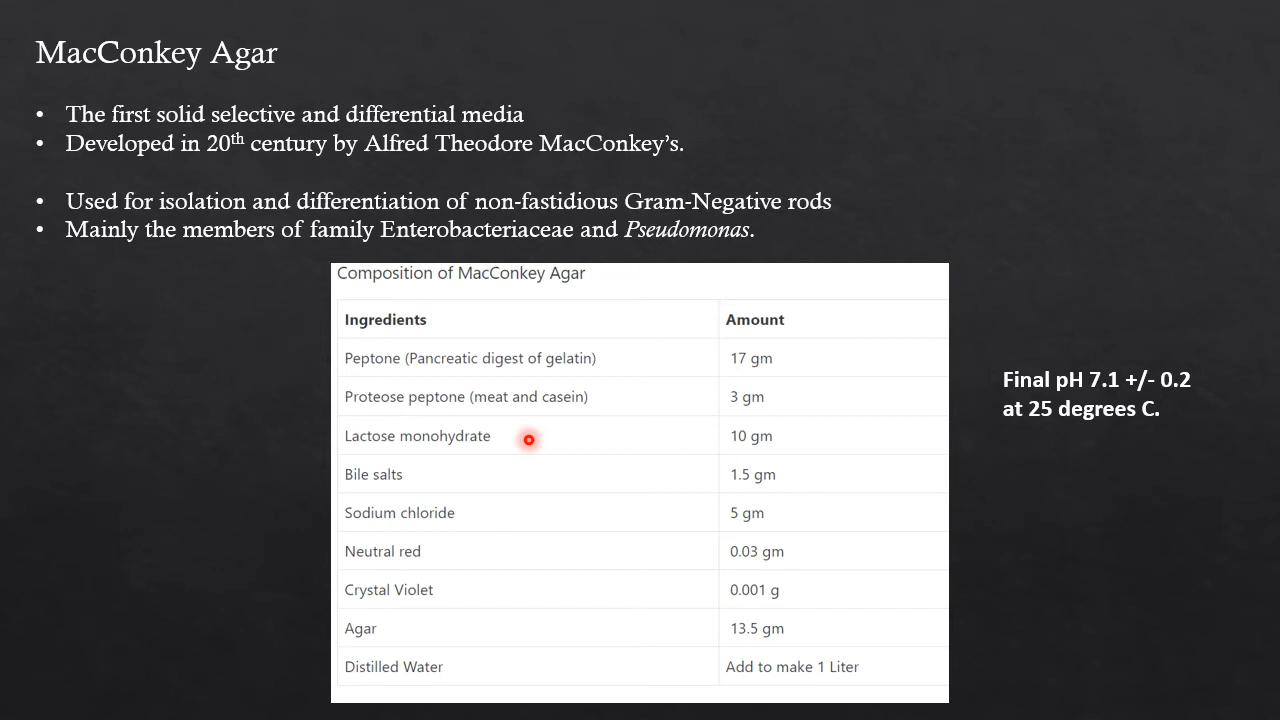 MacConkey Agar
• The first solid selective and differential media
• Developed in 20th century by Alfred Theodore MacConkey’s.
• Used for isolation and differentiation of non-fastidious Gram-Negative rods
• Mainly the members of family Enterobacteriaceae and Pseudomonas.
Composition of MacConkey Agar
Ingredients Amount
Peptone (Pancreatic digest of gelatin) 17 gm
Proteose peptone (meat and casein) 3 gm
Lactose monohydrate 10 gm
Bile salts 1.5 gm
Sodium chloride 5 gm
Neutral red 0.03 gm
Crystal Violet 0.001 g
Agar 13.5 gm
Distilled Water Add to make 1 Liter
Final pH 7.1 +/- 0.2
at 25 degrees C.